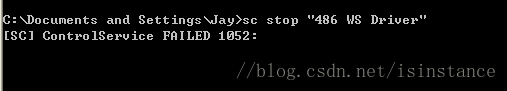 C:\Documents and Settings\Jay>sc stop "486 WS Driver"
[SC] ControlService FAILED 1052:
//blog.csdn.net/isinstance